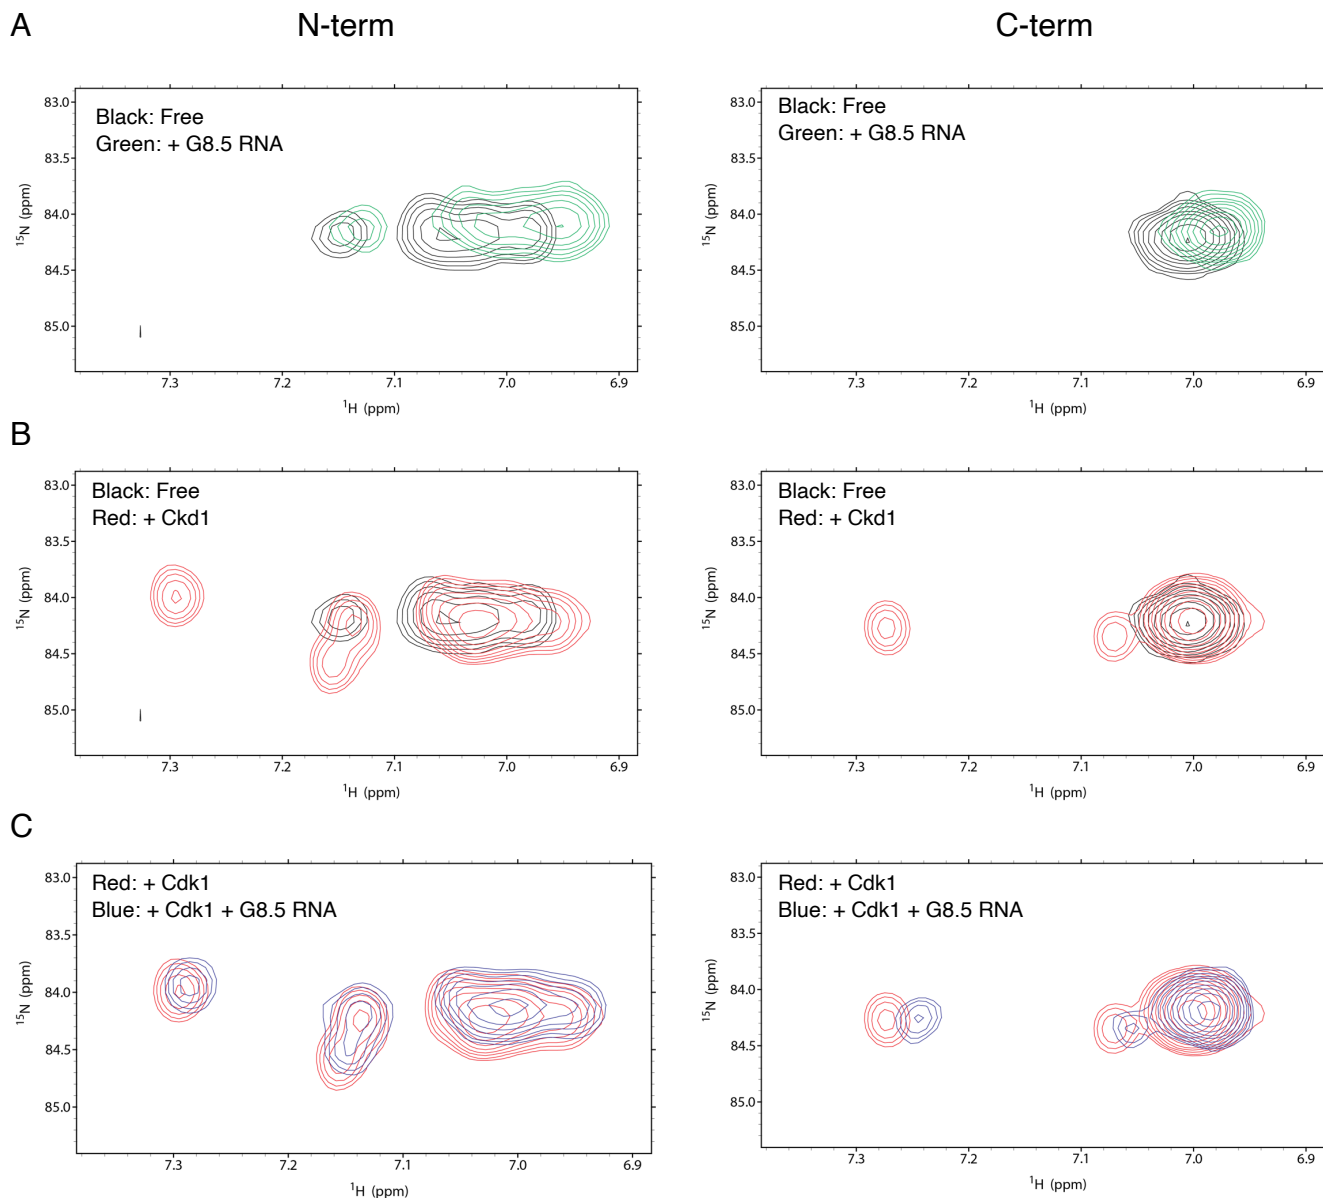 A
N-term
C-term
Black: Free
Green: + G8.5 RNA
83.0
83.5
84.0
84.5
85.0
15N (ppm)
7.3
7.2
7.1
7.0
6.9
1H (ppm)
Black: Free
Green: + G8.5 RNA
83.0
83.5
84.0
84.5
85.0
15N (ppm)
7.3
7.2
7.1
7.0
6.9
1H (ppm)
B
Black: Free
Red: + Ckd1
83.0
83.5
84.0
84.5
85.0
15N (ppm)
7.3
7.2
7.1
7.0
6.9
1H (ppm)
Black: Free
Red: + Ckd1
83.0
83.5
84.0
84.5
85.0
15N (ppm)
7.3
7.2
7.1
7.0
6.9
1H (ppm)
C
Red: + Cdk1
Blue: + Cdk1 + G8.5 RNA
83.0
83.5
84.0
84.5
85.0
15N (ppm)
7.3
7.2
7.1
7.0
6.9
1H (ppm)
Red: + Cdk1
Blue: + Cdk1 + G8.5 RNA
83.0
83.5
84.0
84.5
85.0
15N (ppm)
7.3
7.2
7.1
7.0
6.9
1H (ppm)